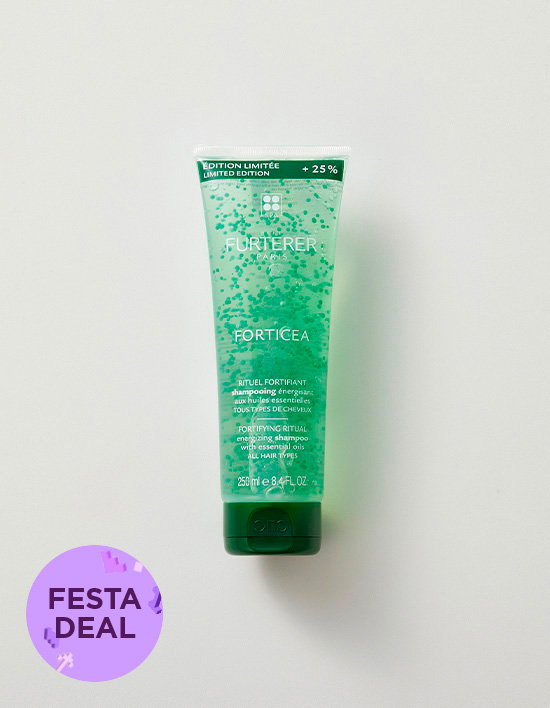 ÉDITION LIMITÉE
LIMITED EDITION
+ 25%
SPA
FURTERER
PARIS
FORTICEA
RITUEL FORTIFIANT
shampooing énergisant
aux huiles essentielles
TOUS TYPES DE CHEVEUX
FORTIFYING RITUAL
energizing shampoo
with essential oils
ALL HAIR TYPES
250 ml e 8.4 FL.OZ.
FESTA
DEAL